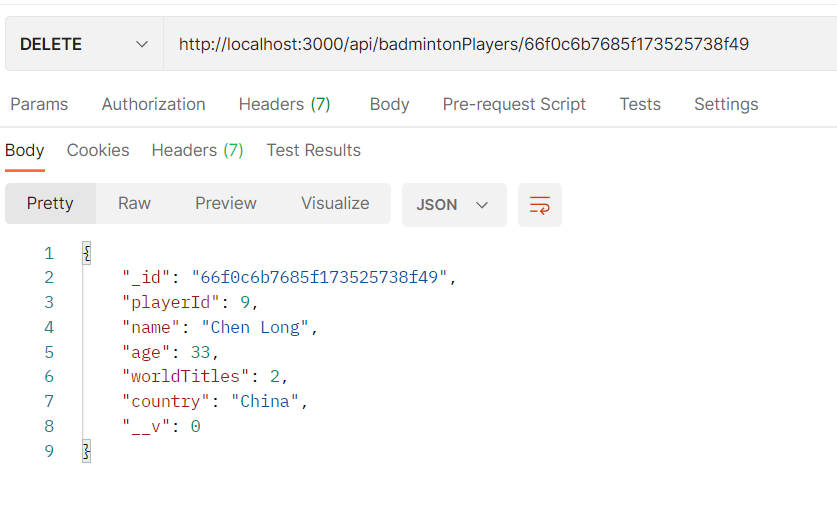 DELETE http://localhost:3000/api/badmintonPlayers/66f0c6b7685f173525738f49
Params Authorization Headers (7) Body Pre-request Script Tests Settings
Body Cookies Headers (7) Test Results
Pretty Raw Preview Visualize JSON
1 {
2 "_id": "66f0c6b7685f173525738f49",
3 "playerId": 9,
4 "name": "Chen Long",
5 "age": 33,
6 "worldTitles": 2,
7 "country": "China",
8 "__v": 0
9 }